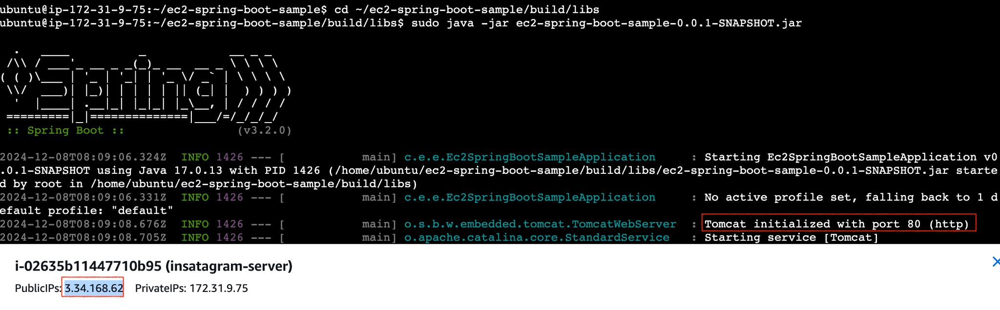 ubuntu@ip-172-31-9-75:~/ec2-spring-boot-sample$ cd ~/ec2-spring-boot-sample/build/libs
ubuntu@ip-172-31-9-75:~/ec2-spring-boot-sample/build/libs$ sudo java -jar ec2-spring-boot-sample-0.0.1-SNAPSHOT.jar
  .   ____          _            __ _ _
 /\\ / ___'_ __ _ _(_)_ __  __ _ \ \ \ \
( ( )\___ | '_ | '_| | '_ \/ _` | \ \ \ \
 \\/  ___)| |_)| | | | | || (_| |  ) ) ) )
  '  |____| .__|_| |_|_| |_\__, | / / / /
 =========|_|==============|___/=/_/_/_/
 :: Spring Boot ::                (v3.2.0)
2024-12-08T08:09:06.324Z  INFO 1426 --- [           main] c.e.e.Ec2SpringBootSampleApplication     : Starting Ec2SpringBootSampleApplication v0
.0.1-SNAPSHOT using Java 17.0.13 with PID 1426 (/home/ubuntu/ec2-spring-boot-sample/build/libs/ec2-spring-boot-sample-0.0.1-SNAPSHOT.jar starte
d by root in /home/ubuntu/ec2-spring-boot-sample/build/libs)
2024-12-08T08:09:06.331Z  INFO 1426 --- [           main] c.e.e.Ec2SpringBootSampleApplication     : No active profile set, falling back to 1 d
efault profile: "default"
2024-12-08T08:09:08.676Z  INFO 1426 --- [           main] o.s.b.w.embedded.tomcat.TomcatWebServer  : Tomcat initialized with port 80 (http)
2024-12-08T08:09:08.705Z  INFO 1426 --- [           main] o.apache.catalina.core.StandardService   : Starting service [Tomcat]
i-02635b11447710b95 (insatagram-server)
PublicIPs: 3.34.168.62 PrivateIPs: 172.31.9.75